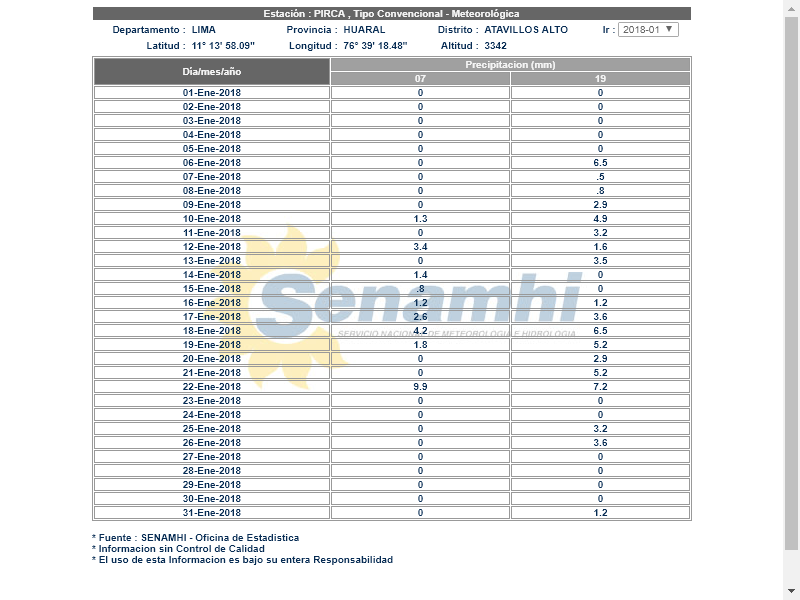 Estación : PIRCA , Tipo Convencional - Meteorológica
Departamento : LIMA Provincia : HUARAL Distrito : ATAVILLOS ALTO Ir : 2018-01
Latitud : 11° 13' 58.09" Longitud : 76° 39' 18.48" Altitud : 3342
Dia/mes/año Precipitacion (mm)
07 19
01-Ene-2018 0 0
02-Ene-2018 0 0
03-Ene-2018 0 0
04-Ene-2018 0 0
05-Ene-2018 0 0
06-Ene-2018 0 6.5
07-Ene-2018 0 .5
08-Ene-2018 0 .8
09-Ene-2018 0 2.9
10-Ene-2018 1.3 4.9
11-Ene-2018 0 3.2
12-Ene-2018 3.4 1.6
13-Ene-2018 0 3.5
14-Ene-2018 1.4 0
15-Ene-2018 .8 0
16-Ene-2018 1.2 1.2
17-Ene-2018 2.6 3.6
18-Ene-2018 4.2 6.5
19-Ene-2018 1.8 5.2
20-Ene-2018 0 2.9
21-Ene-2018 0 5.2
22-Ene-2018 9.9 7.2
23-Ene-2018 0 0
24-Ene-2018 0 0
25-Ene-2018 0 3.2
26-Ene-2018 0 3.6
27-Ene-2018 0 0
28-Ene-2018 0 0
29-Ene-2018 0 0
30-Ene-2018 0 0
31-Ene-2018 0 1.2
Senamhi
SERVICIO NACIONAL DE METEOROLOGIA E HIDROLOGIA
* Fuente : SENAMHI - Oficina de Estadistica
* Informacion sin Control de Calidad
* El uso de esta Informacion es bajo su entera Responsabilidad